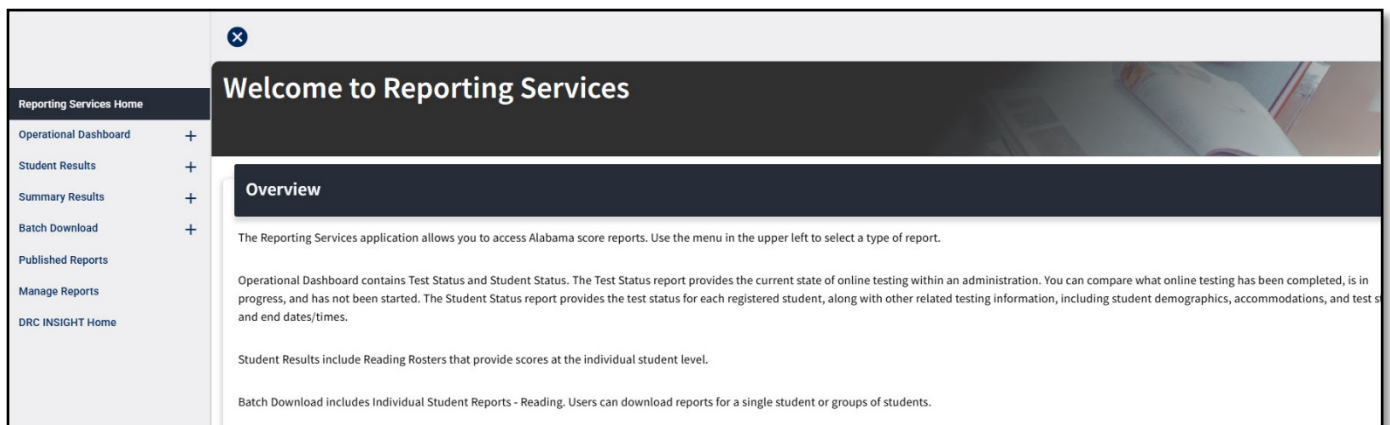 Reporting Services Home
Operational Dashboard +
Student Results +
Summary Results +
Batch Download +
Published Reports
Manage Reports
DRC INSIGHT Home
Welcome to Reporting Services
Overview
The Reporting Services application allows you to access Alabama score reports. Use the menu in the upper left to select a type of report.
Operational Dashboard contains Test Status and Student Status. The Test Status report provides the current state of online testing within an administration. You can compare what online testing has been completed, is in
progress, and has not been started. The Student Status report provides the test status for each registered student, along with other related testing information, including student demographics, accommodations, and test
and end dates/times.
Student Results include Reading Rosters that provide scores at the individual student level.
Batch Download includes Individual Student Reports - Reading. Users can download reports for a single student or groups of students.